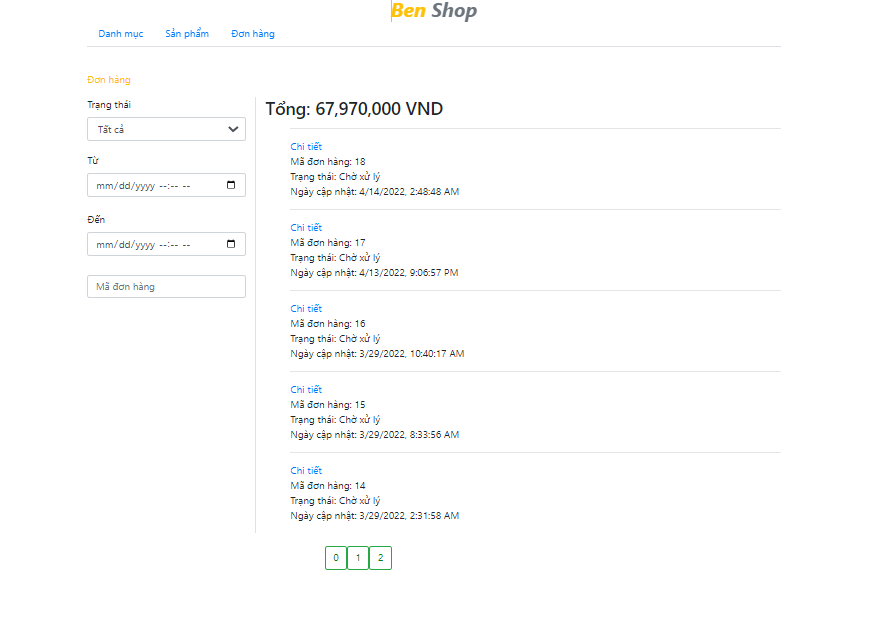 Ben Shop
Danh mục Sản phẩm Đơn hàng
Đơn hàng
Trạng thái
Tất cả
Từ
mm/dd/yyyy --:-- --
Đến
mm/dd/yyyy --:-- --
Mã đơn hàng
Tổng: 67,970,000 VND
Chi tiết
Mã đơn hàng: 18
Trạng thái: Chờ xử lý
Ngày cập nhật: 4/14/2022, 2:48:48 AM
Chi tiết
Mã đơn hàng: 17
Trạng thái: Chờ xử lý
Ngày cập nhật: 4/13/2022, 9:06:57 PM
Chi tiết
Mã đơn hàng: 16
Trạng thái: Chờ xử lý
Ngày cập nhật: 3/29/2022, 10:40:17 AM
Chi tiết
Mã đơn hàng: 15
Trạng thái: Chờ xử lý
Ngày cập nhật: 3/29/2022, 8:33:56 AM
Chi tiết
Mã đơn hàng: 14
Trạng thái: Chờ xử lý
Ngày cập nhật: 3/29/2022, 2:31:58 AM
0 1 2